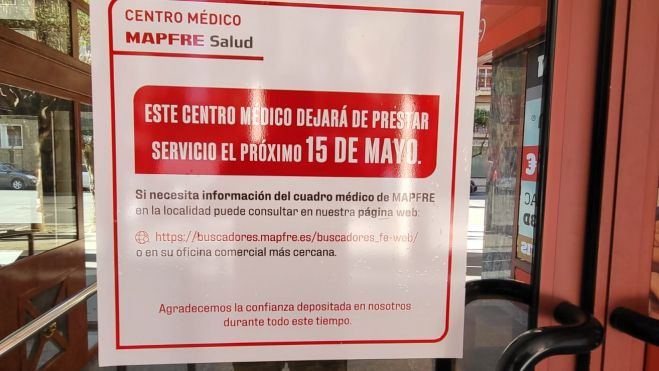 CENTRO MÉDICO
MAPFRE Salud
ESTE CENTRO MÉDICO DEJARÁ DE PRESTAR
SERVICIO EL PRÓXIMO 15 DE MAYO.
Si necesita información del cuadro médico de MAPFRE
en la localidad puede consultar en nuestra página web:
https://buscadores.mapfre.es/buscadores_fe-web/
o en su oficina comercial más cercana.
Agradecemos la confianza depositada en nosotros
durante todo este tiempo.